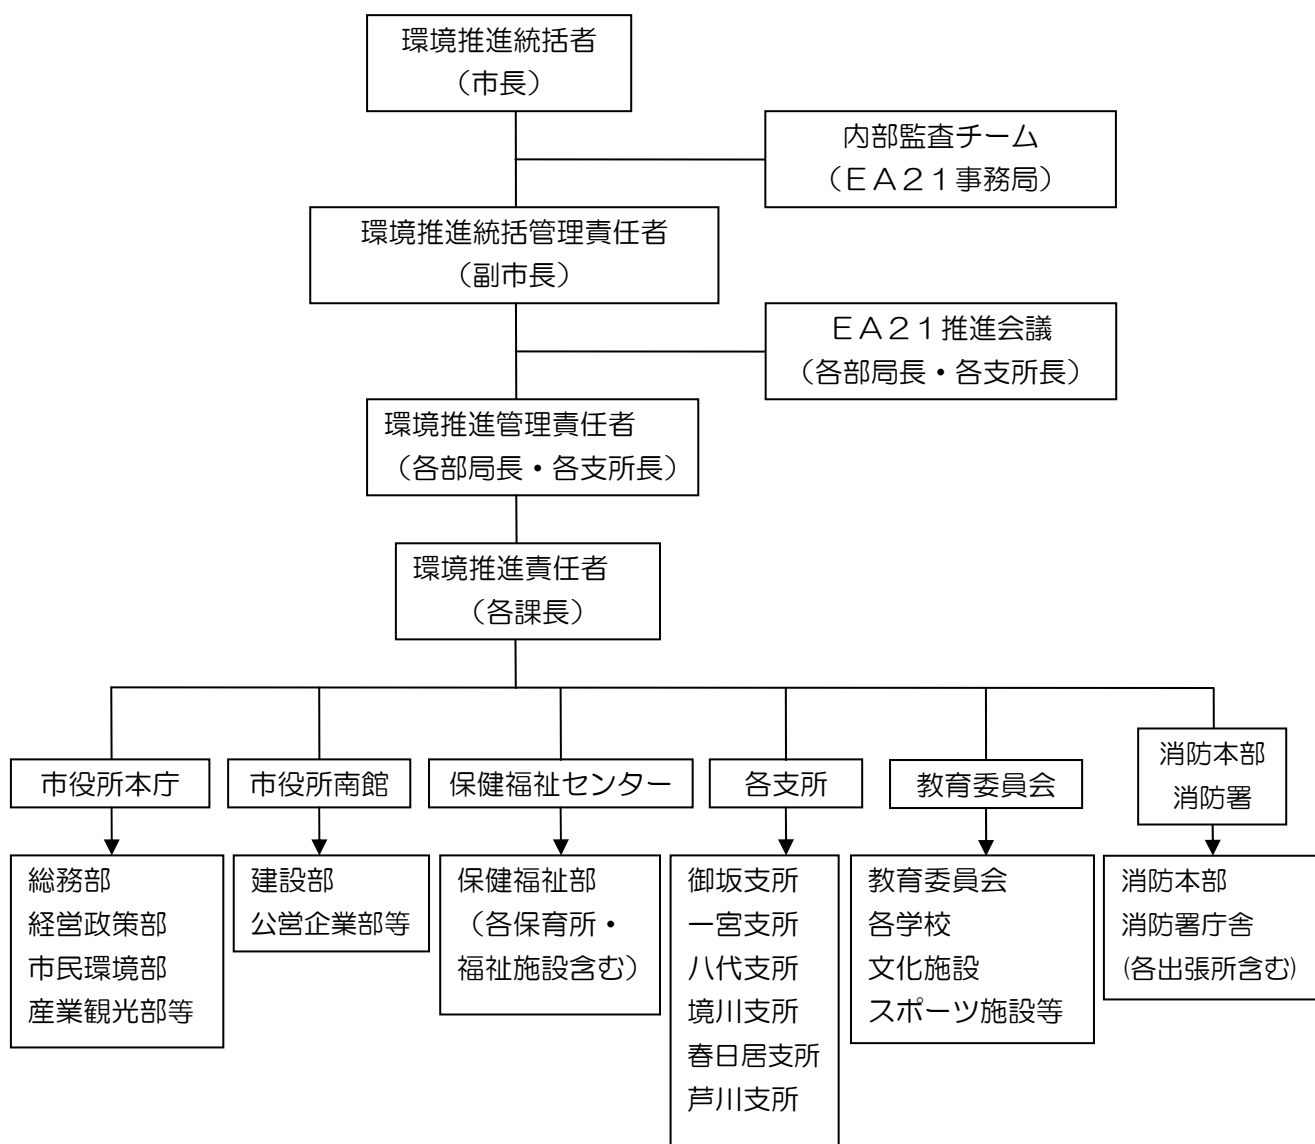 環境推進統括者
（市長）
内部監査チーム
（ＥＡ２１事務局）
環境推進統括管理責任者
（副市長）
ＥＡ２１推進会議
（各部局長・各支所長）
環境推進管理責任者
（各部局長・各支所長）
環境推進責任者
（各課長）
市役所本庁
市役所南館
保健福祉センター
各支所
教育委員会
消防本部
消防署
総務部
経営政策部
市民環境部
産業観光部等
建設部
公営企業部等
保健福祉部
（各保育所・
福祉施設含む）
御坂支所
一宮支所
八代支所
境川支所
春日居支所
芦川支所
教育委員会
各学校
文化施設
スポーツ施設等
消防本部
消防署庁舎
(各出張所含む)